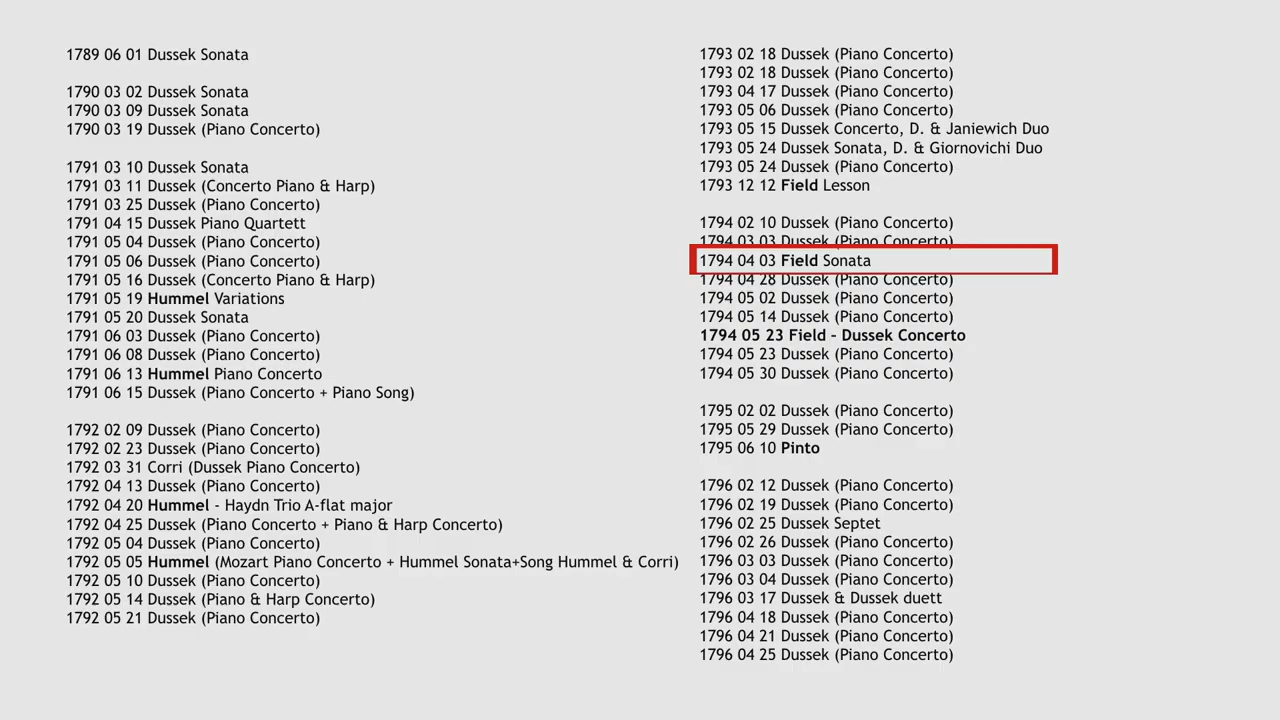 1789 06 01 Dussek Sonata
1790 03 02 Dussek Sonata
1790 03 09 Dussek Sonata
1790 03 19 Dussek (Piano Concerto)
1791 03 10 Dussek Sonata
1791 03 11 Dussek (Concerto Piano & Harp)
1791 03 25 Dussek (Piano Concerto)
1791 04 15 Dussek Piano Quartett
1791 05 04 Dussek (Piano Concerto)
1791 05 06 Dussek (Piano Concerto)
1791 05 16 Dussek (Concerto Piano & Harp)
1791 05 19 Hummel Variations
1791 05 20 Dussek Sonata
1791 06 03 Dussek (Piano Concerto)
1791 06 08 Dussek (Piano Concerto)
1791 06 13 Hummel Piano Concerto
1791 06 15 Dussek (Piano Concerto + Piano Song)
1792 02 09 Dussek (Piano Concerto)
1792 02 23 Dussek (Piano Concerto)
1792 03 31 Corri (Dussek Piano Concerto)
1792 04 13 Dussek (Piano Concerto)
1792 04 20 Hummel - Haydn Trio A-flat major
1792 04 25 Dussek (Piano Concerto + Piano & Harp Concerto)
1792 05 04 Dussek (Piano Concerto)
1792 05 05 Hummel (Mozart Piano Concerto + Hummel Sonata+Song Hummel & Corri)
1792 05 10 Dussek (Piano Concerto)
1792 05 14 Dussek (Piano & Harp Concerto)
1792 05 21 Dussek (Piano Concerto)
1793 02 18 Dussek (Piano Concerto)
1793 02 18 Dussek (Piano Concerto)
1793 04 17 Dussek (Piano Concerto)
1793 05 06 Dussek (Piano Concerto)
1793 05 15 Dussek Concerto, D. & Janiewich Duo
1793 05 24 Dussek Sonata, D. & Giornovichi Duo
1793 05 24 Dussek (Piano Concerto)
1793 12 12 Field Lesson
1794 02 10 Dussek (Piano Concerto)
1794 03 03 Dussek (Piano Concerto)
1794 04 03 Field Sonata
1794 04 28 Dussek (Piano Concerto)
1794 05 02 Dussek (Piano Concerto)
1794 05 14 Dussek (Piano Concerto)
1794 05 23 Field - Dussek Concerto
1794 05 23 Dussek (Piano Concerto)
1794 05 30 Dussek (Piano Concerto)
1795 02 02 Dussek (Piano Concerto)
1795 05 29 Dussek (Piano Concerto)
1795 06 10 Pinto
1796 02 12 Dussek (Piano Concerto)
1796 02 19 Dussek (Piano Concerto)
1796 02 25 Dussek Septet
1796 02 26 Dussek (Piano Concerto)
1796 03 03 Dussek (Piano Concerto)
1796 03 04 Dussek (Piano Concerto)
1796 03 17 Dussek & Dussek duett
1796 04 18 Dussek (Piano Concerto)
1796 04 21 Dussek (Piano Concerto)
1796 04 25 Dussek (Piano Concerto)